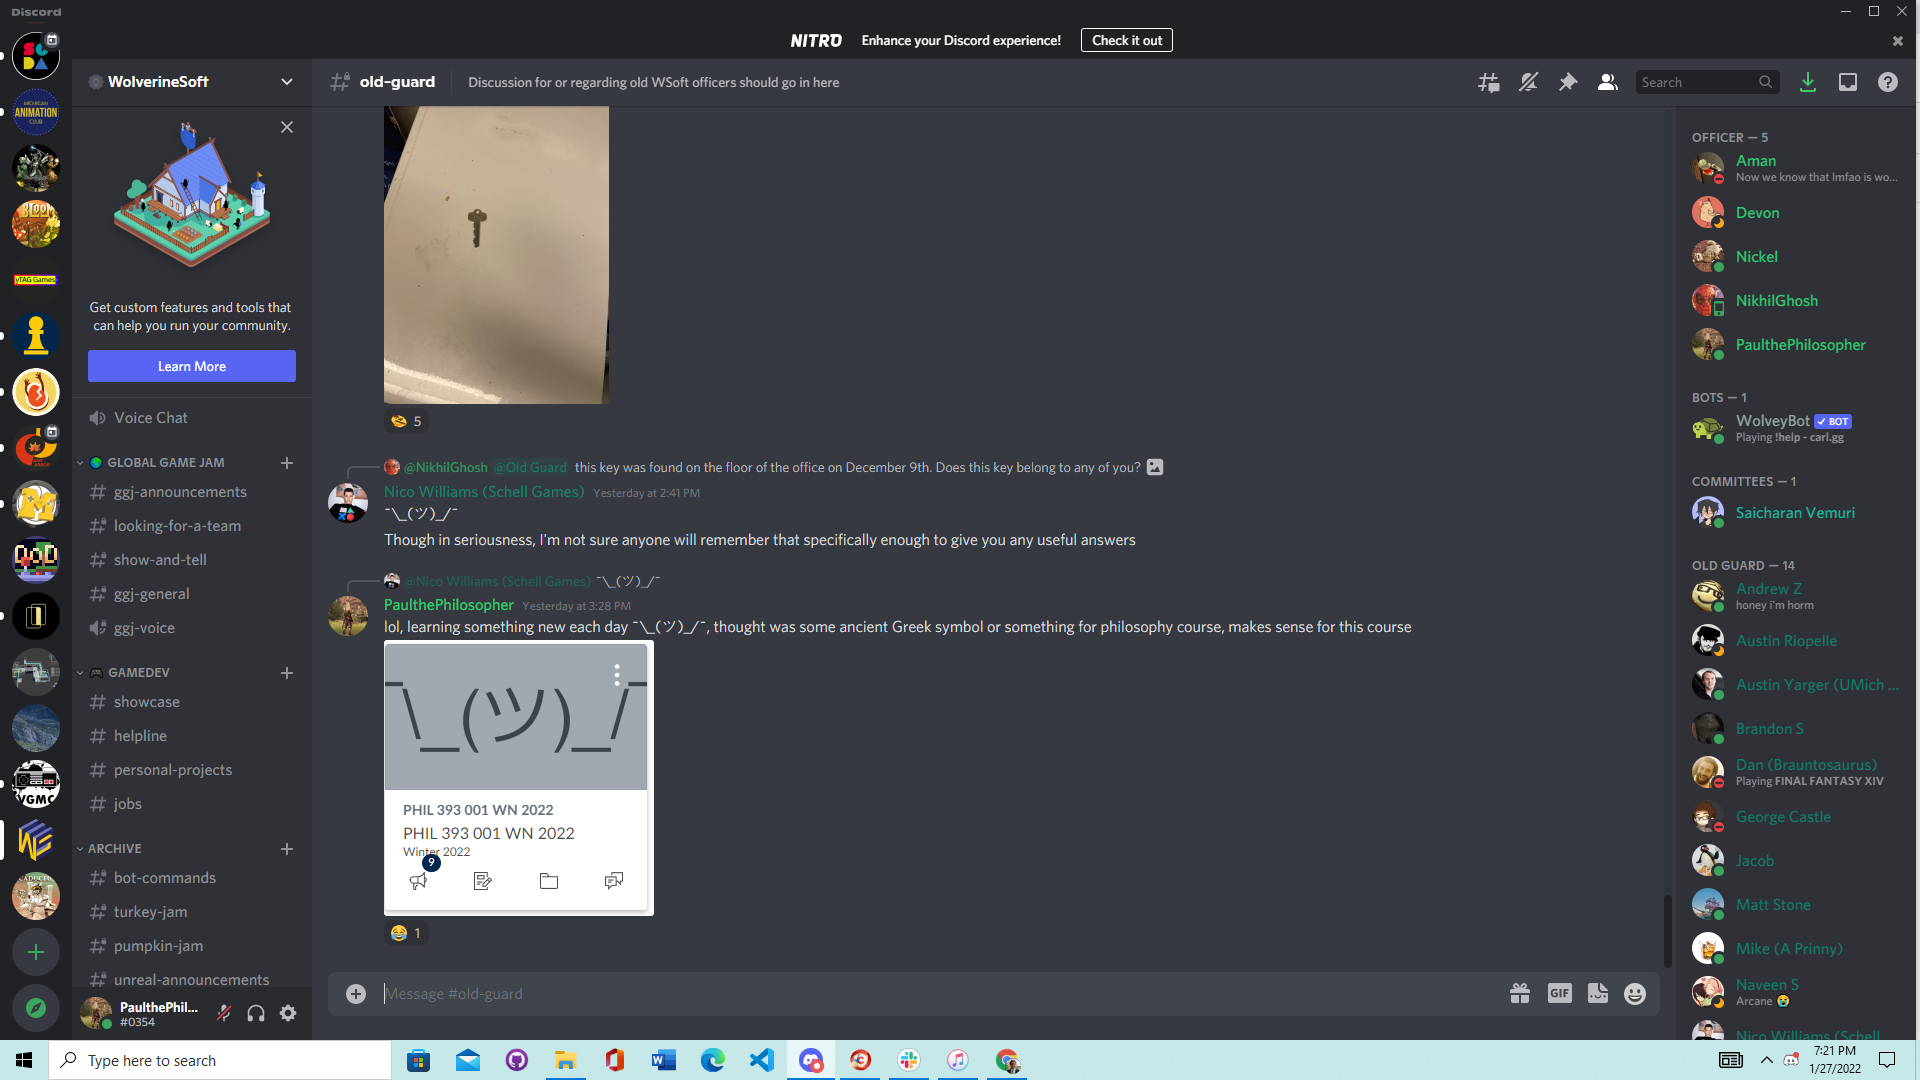 Discord
NITRO
Enhance your Discord experience!
Check it out
WolverineSoft
old-guard
Discussion for or regarding old WSoft officers should go in here
Search
MICHIGAN
ANIMATION
CLUB
BLOOM
yTAG Games
VGMC
Get custom features and tools that
can help you run your community.
Learn More
Voice Chat
GLOBAL GAME JAM
ggj-announcements
looking-for-a-team
show-and-tell
ggj-general
ggj-voice
GAMEDEV
showcase
helpline
personal-projects
jobs
ARCHIVE
bot-commands
turkey-jam
pumpkin-jam
unreal-announcements
PaulthePhil...
#0354
5
@NikhilGhosh @Old Guard this key was found on the floor of the office on December 9th. Does this key belong to any of you?
Nico Williams (Schell Games) Yesterday at 2:41 PM
¯\_(ツ)_/¯
Though in seriousness, I'm not sure anyone will remember that specifically enough to give you any useful answers
@Nico Williams (Schell Games) ¯\_(ツ)_/¯
PaulthePhilosopher Yesterday at 3:28 PM
lol, learning something new each day ¯\_(ツ)_/¯, thought was some ancient Greek symbol or something for philosophy course, makes sense for this course
¯\_(ツ)_/¯
PHIL 393 001 WN 2022
PHIL 393 001 WN 2022
Winter 2022
9
😂 1
Message #old-guard
GIF
OFFICER — 5
Aman
Now we know that lmfao is wo...
Devon
Nickel
NikhilGhosh
PaulthePhilosopher
BOTS — 1
WolveyBot ✓ BOT
Playing !help - carl.gg
COMMITTEES — 1
Saicharan Vemuri
OLD GUARD — 14
Andrew Z
honey i'm horm
Austin Riopelle
Austin Yarger (UMich ...
Brandon S
Dan (Brauntosaurus)
Playing FINAL FANTASY XIV
George Castle
Jacob
Matt Stone
Mike (A Prinny)
Naveen S
Arcane 😭
Nico Williams (Schell
Type here to search
7:21 PM
1/27/2022